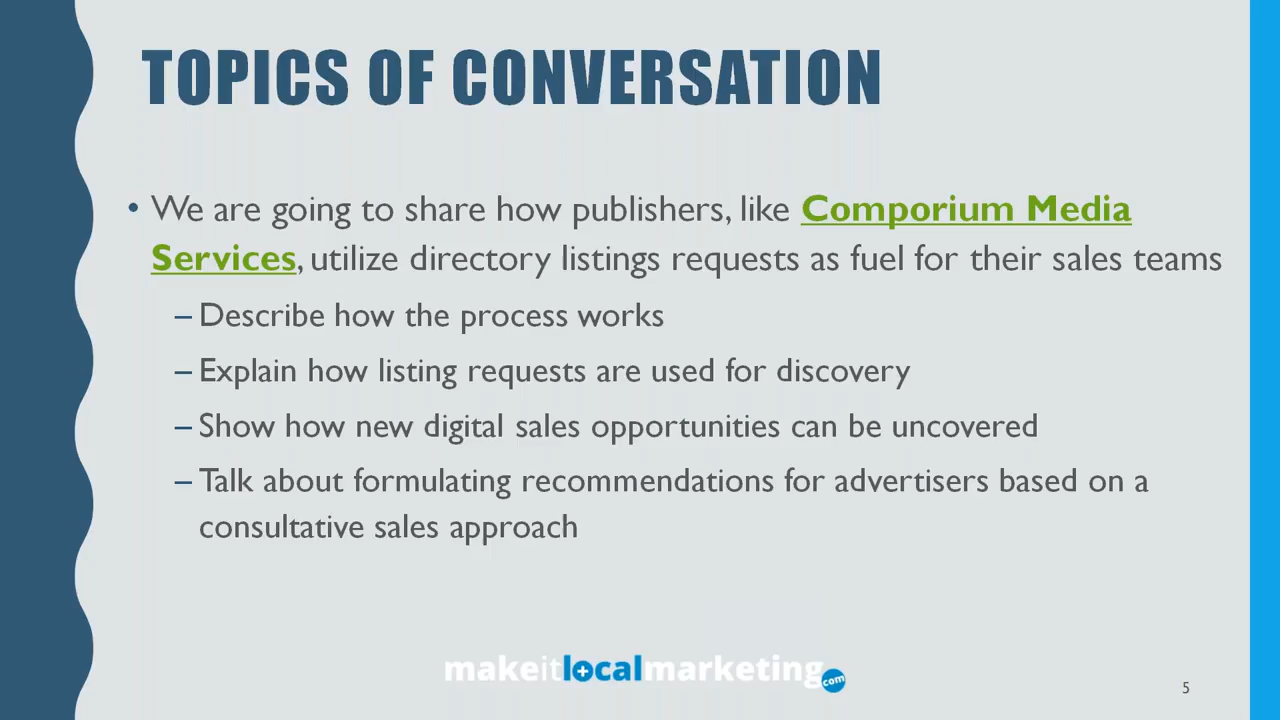 TOPICS OF CONVERSATION
• We are going to share how publishers, like Comporium Media
Services, utilize directory listings requests as fuel for their sales teams
– Describe how the process works
– Explain how listing requests are used for discovery
– Show how new digital sales opportunities can be uncovered
– Talk about formulating recommendations for advertisers based on a
consultative sales approach
makeitlocalmarketing.com
5